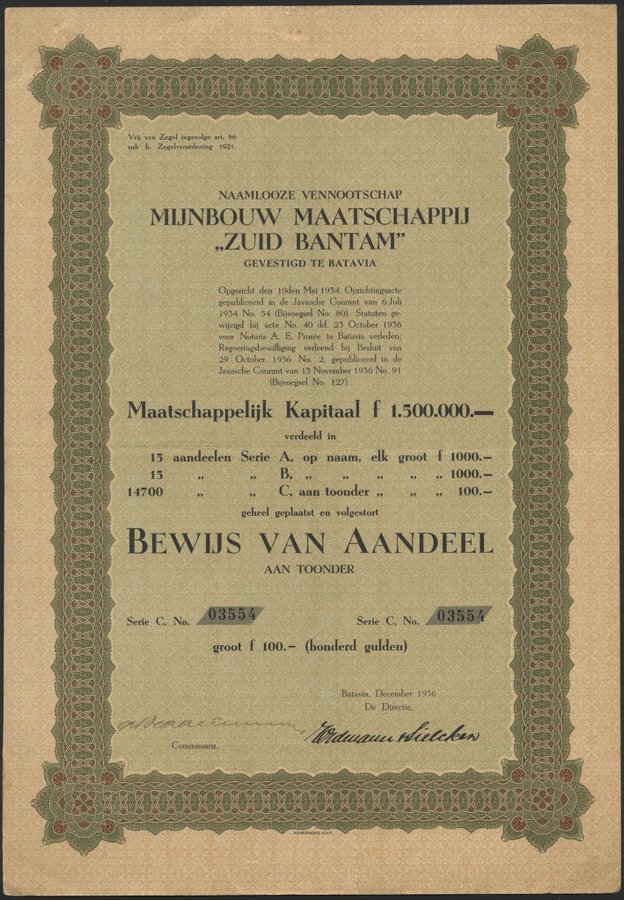 Vrij van Zegel ingevolge art. 86
sub b. Zegelverordening 1921.
NAAMLOOZE VENNOOTSCHAP
MIJNBOUW MAATSCHAPPIJ
„ZUID BANTAM”
GEVESTIGD TE BATAVIA
Opgericht den 19den Mei 1934. Oprichtingsacte
gepubliceerd in de Javasche Courant van 6 Juli
1934 No. 54 (Bijvoegsel No. 80). Statuten ge-
wijzigd bij acte No. 40 dd. 23 October 1936
voor Notaris A. E. Prosée te Batavia verleden;
Regeeringsbewilliging verleend bij Besluit van
29 October 1936 No. 2, gepubliceerd in de
Javasche Courant van 13 November 1936 No. 91
(Bijvoegsel No. 127).
Maatschappelijk Kapitaal f 1.500.000.—
verdeeld in
15 aandeelen Serie A, op naam, elk groot f 1000.—
15 „ „ B, „ „ „ „ „ 1000.—
14700 „ „ C, aan toonder „ „ „ 100.—
geheel geplaatst en volgestort
BEWIJS VAN AANDEEL
AAN TOONDER
Serie C, No. 03554 Serie C, No. 03554
groot f 100.— (honderd gulden)
Batavia, December 1936
De Directie,
Erdmann & Sielcken
Commissaris.